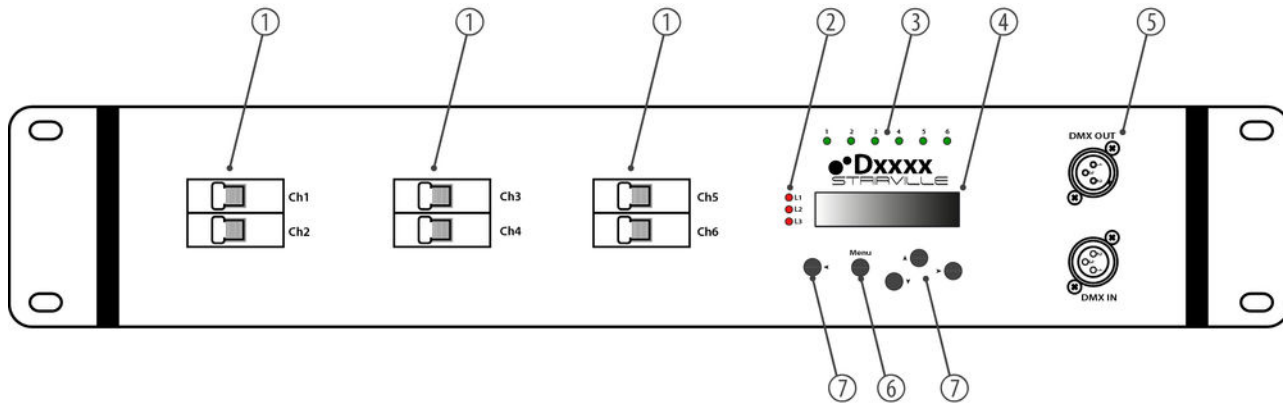 ① ① ① ② ③ ④ ⑤
1 2 3 4 5 6
DMX OUT
Dxxxx
STAIRVILLE
Ch1 Ch3 Ch5 L1
L2
Ch2 Ch4 Ch6 L3
Menu
DMX IN
⑦ ⑥ ⑦